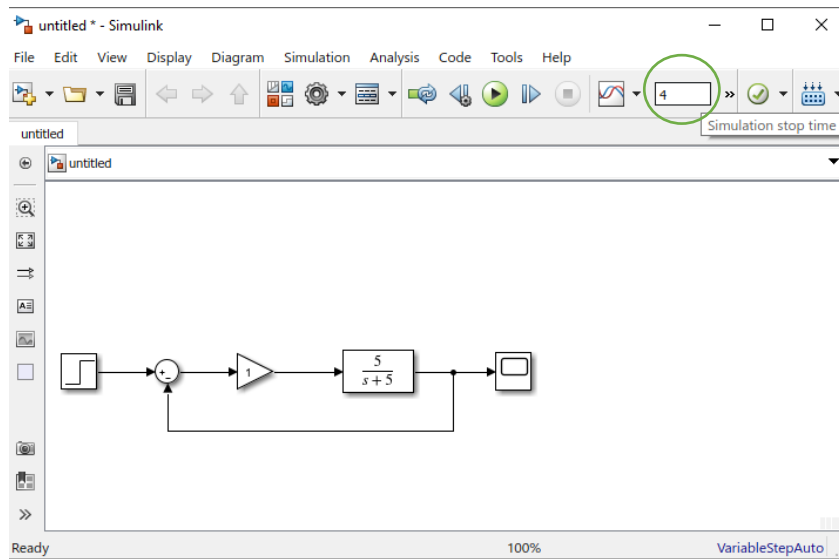 untitled * - Simulink
File Edit View Display Diagram Simulation Analysis Code Tools Help
4
»
Simulation stop time
untitled
untitled
A
+
-
1
5
s + 5
»
Ready 100% VariableStepAuto